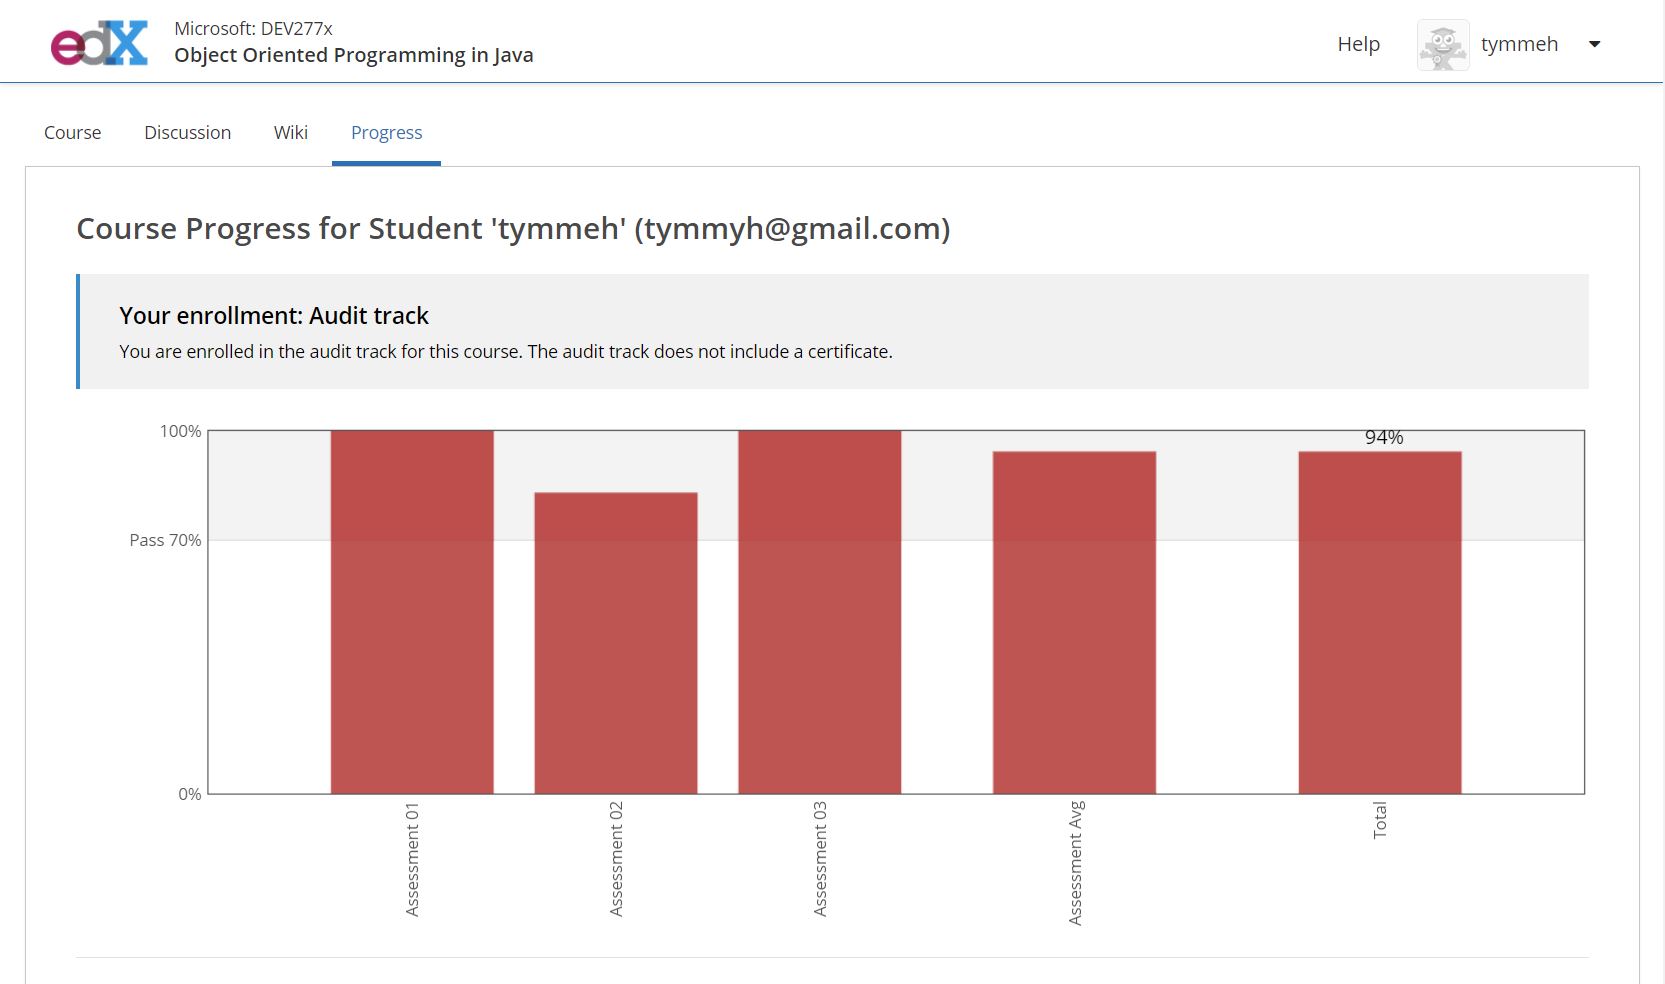 edX
Microsoft: DEV277x
Object Oriented Programming in Java
Help
tymmeh
Course
Discussion
Wiki
Progress
Course Progress for Student 'tymmeh' (tymmyh@gmail.com)
Your enrollment: Audit track
You are enrolled in the audit track for this course. The audit track does not include a certificate.
100%
94%
Pass 70%
0%
Assessment 01
Assessment 02
Assessment 03
Assessment Avg
Total